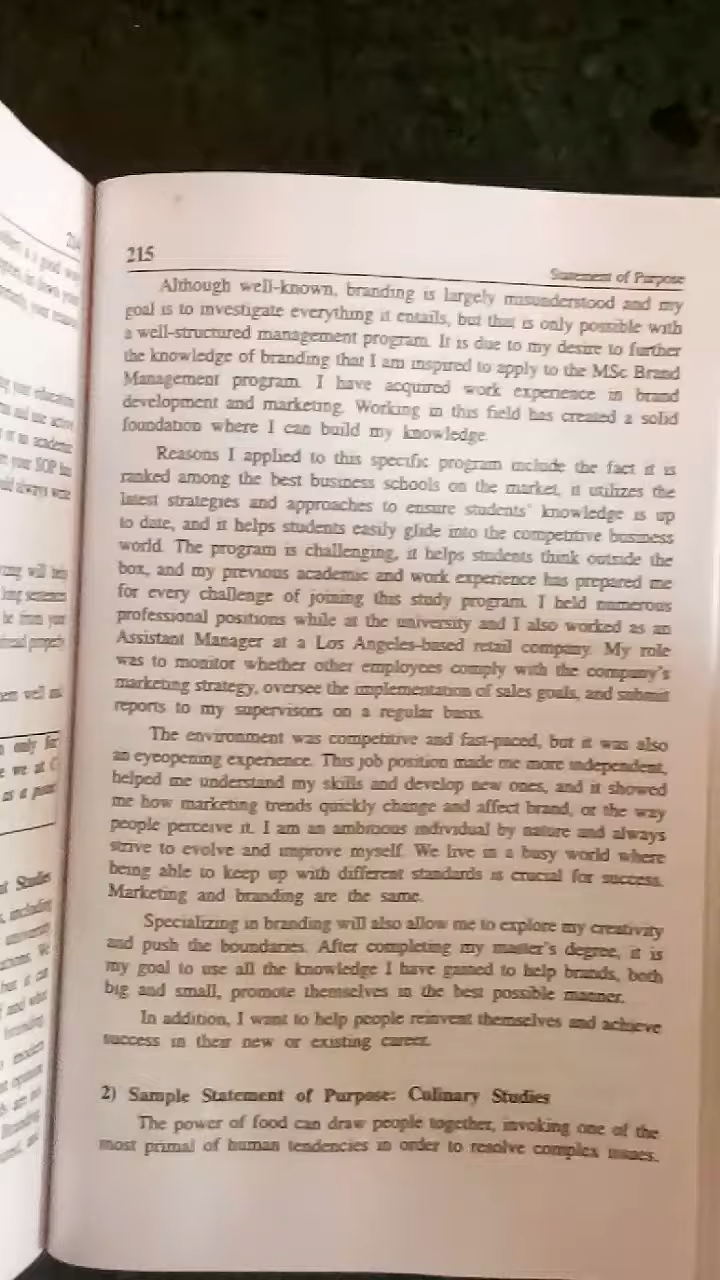 215
Statement of Purpose
Although well-known, branding is largely misunderstood and my
goal is to investigate everything it entails, but that is only possible with
a well-structured management program. It is due to my desire to further
the knowledge of branding that I am inspired to apply to the MSc Brand
Management program. I have acquired work experience in brand
development and marketing. Working in this field has created a solid
foundation where I can build my knowledge.
Reasons I applied to this specific program include the fact it is
ranked among the best business schools on the market, it utilizes the
latest strategies and approaches to ensure students' knowledge is up
to date, and it helps students easily glide into the competitive business
world. The program is challenging, it helps students think outside the
box, and my previous academic and work experience has prepared me
for every challenge of joining this study program. I held numerous
professional positions while at the university and I also worked as an
Assistant Manager at a Los Angeles-based retail company. My role
was to monitor whether other employees comply with the company's
marketing strategy, oversee the implementation of sales goals, and submit
reports to my supervisors on a regular basis.
The environment was competitive and fast-paced, but it was also
an eyeopening experience. This job position made me more independent,
helped me understand my skills and develop new ones, and it showed
me how marketing trends quickly change and affect brand, or the way
people perceive it. I am an ambitious individual by nature and always
strive to evolve and improve myself. We live in a busy world where
being able to keep up with different standards is crucial for success.
Marketing and branding are the same.
Specializing in branding will also allow me to explore my creativity
and push the boundaries. After completing my master's degree, it is
my goal to use all the knowledge I have gained to help brands, both
big and small, promote themselves in the best possible manner.
In addition, I want to help people reinvent themselves and achieve
success in their new or existing career.
2) Sample Statement of Purpose: Culinary Studies
The power of food can draw people together, invoking one of the
most primal of human tendencies in order to resolve complex issues.